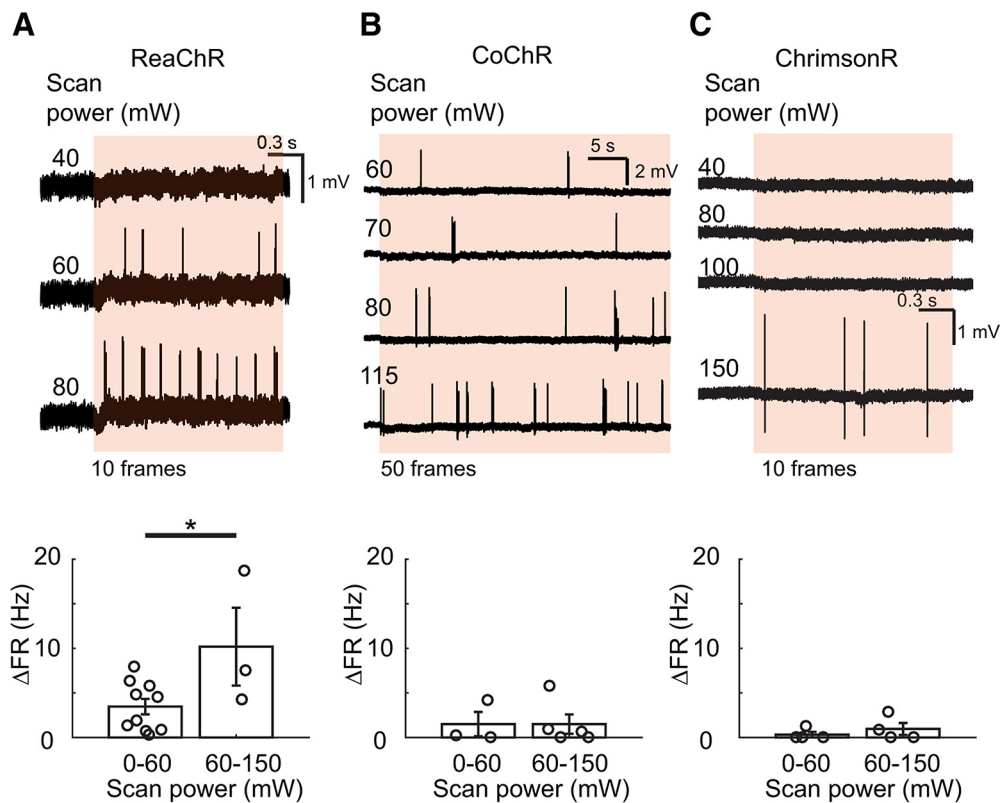 A
ReaChR
Scan
power (mW)
0.3 s
1 mV
40
60
80
10 frames
B
CoChR
Scan
power (mW)
5 s
2 mV
60
70
80
115
50 frames
C
ChrimsonR
Scan
power (mW)
40
80
100
0.3 s
1 mV
150
10 frames
*
ΔFR (Hz)
20
10
0
0-60 60-150
Scan power (mW)
ΔFR (Hz)
20
10
0
0-60 60-150
Scan power (mW)
ΔFR (Hz)
20
10
0
0-60 60-150
Scan power (mW)